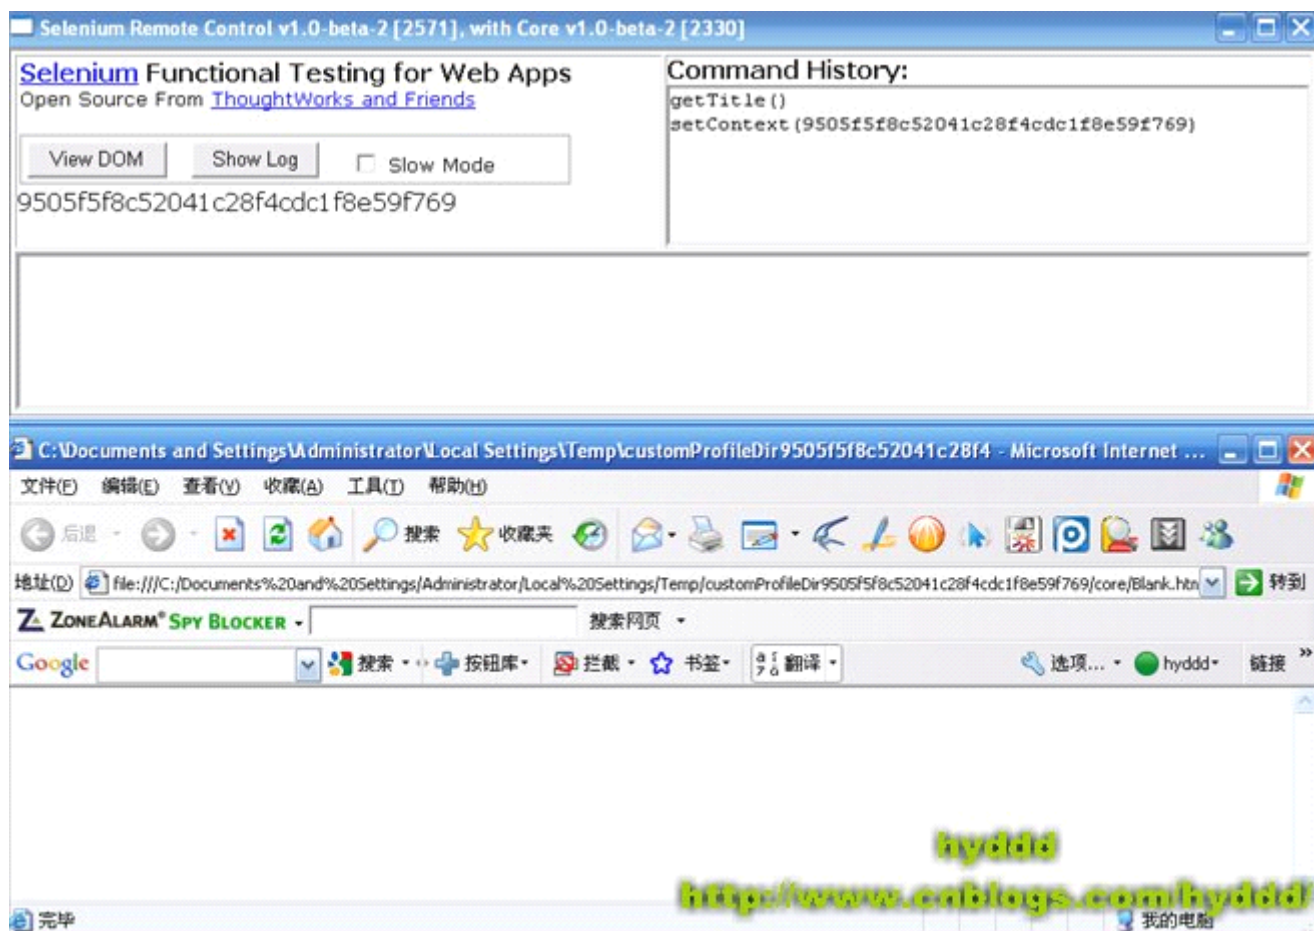 Selenium Remote Control v1.0-beta-2 [2571], with Core v1.0-beta-2 [2330]
Selenium Functional Testing for Web Apps
Open Source From ThoughtWorks and Friends
View DOM Show Log Slow Mode
9505f5f8c52041c28f4cdc1f8e59f769
Command History:
getTitle()
setContext(9505f5f8c52041c28f4cdc1f8e59f769)
C:\Documents and Settings\Administrator\Local Settings\Temp\customProfileDir9505f5f8c52041c28f4 - Microsoft Internet ...
文件(F) 编辑(E) 查看(V) 收藏(A) 工具(T) 帮助(H)
后退 搜索 收藏夹
地址(D) file:///C:/Documents%20and%20Settings/Administrator/Local%20Settings/Temp/customProfileDir9505f5f8c52041c28f4cdc1f8e59f769/core/Blank.htm 转到
ZONEALARM® SPY BLOCKER 搜索网页
Google 搜索 按钮库 拦截 书签 翻译 选项... hyddd 链接 »
hyddd
http://www.cnblogs.com/hyddd/
完毕 我的电脑